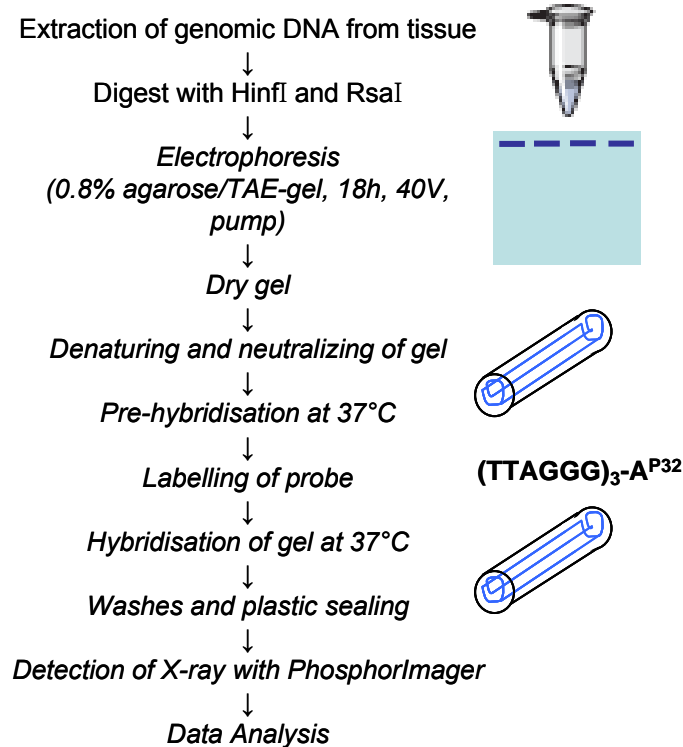 Extraction of genomic DNA from tissue
↓
Digest with HinfI and RsaI
↓
Electrophoresis
(0.8% agarose/TAE-gel, 18h, 40V,
pump)
↓
Dry gel
↓
Denaturing and neutralizing of gel
↓
Pre-hybridisation at 37°C
↓
Labelling of probe
(TTAGGG)₃-Aᴾ³²
↓
Hybridisation of gel at 37°C
↓
Washes and plastic sealing
↓
Detection of X-ray with PhosphorImager
↓
Data Analysis